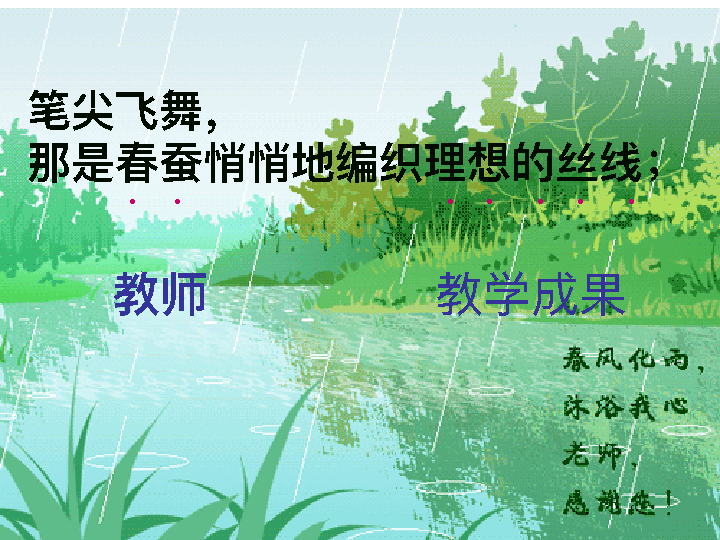 笔尖飞舞，
那是春蚕悄悄地编织理想的丝线；
教师 教学成果
春风化雨，
沐浴我心
老师，
感谢您！